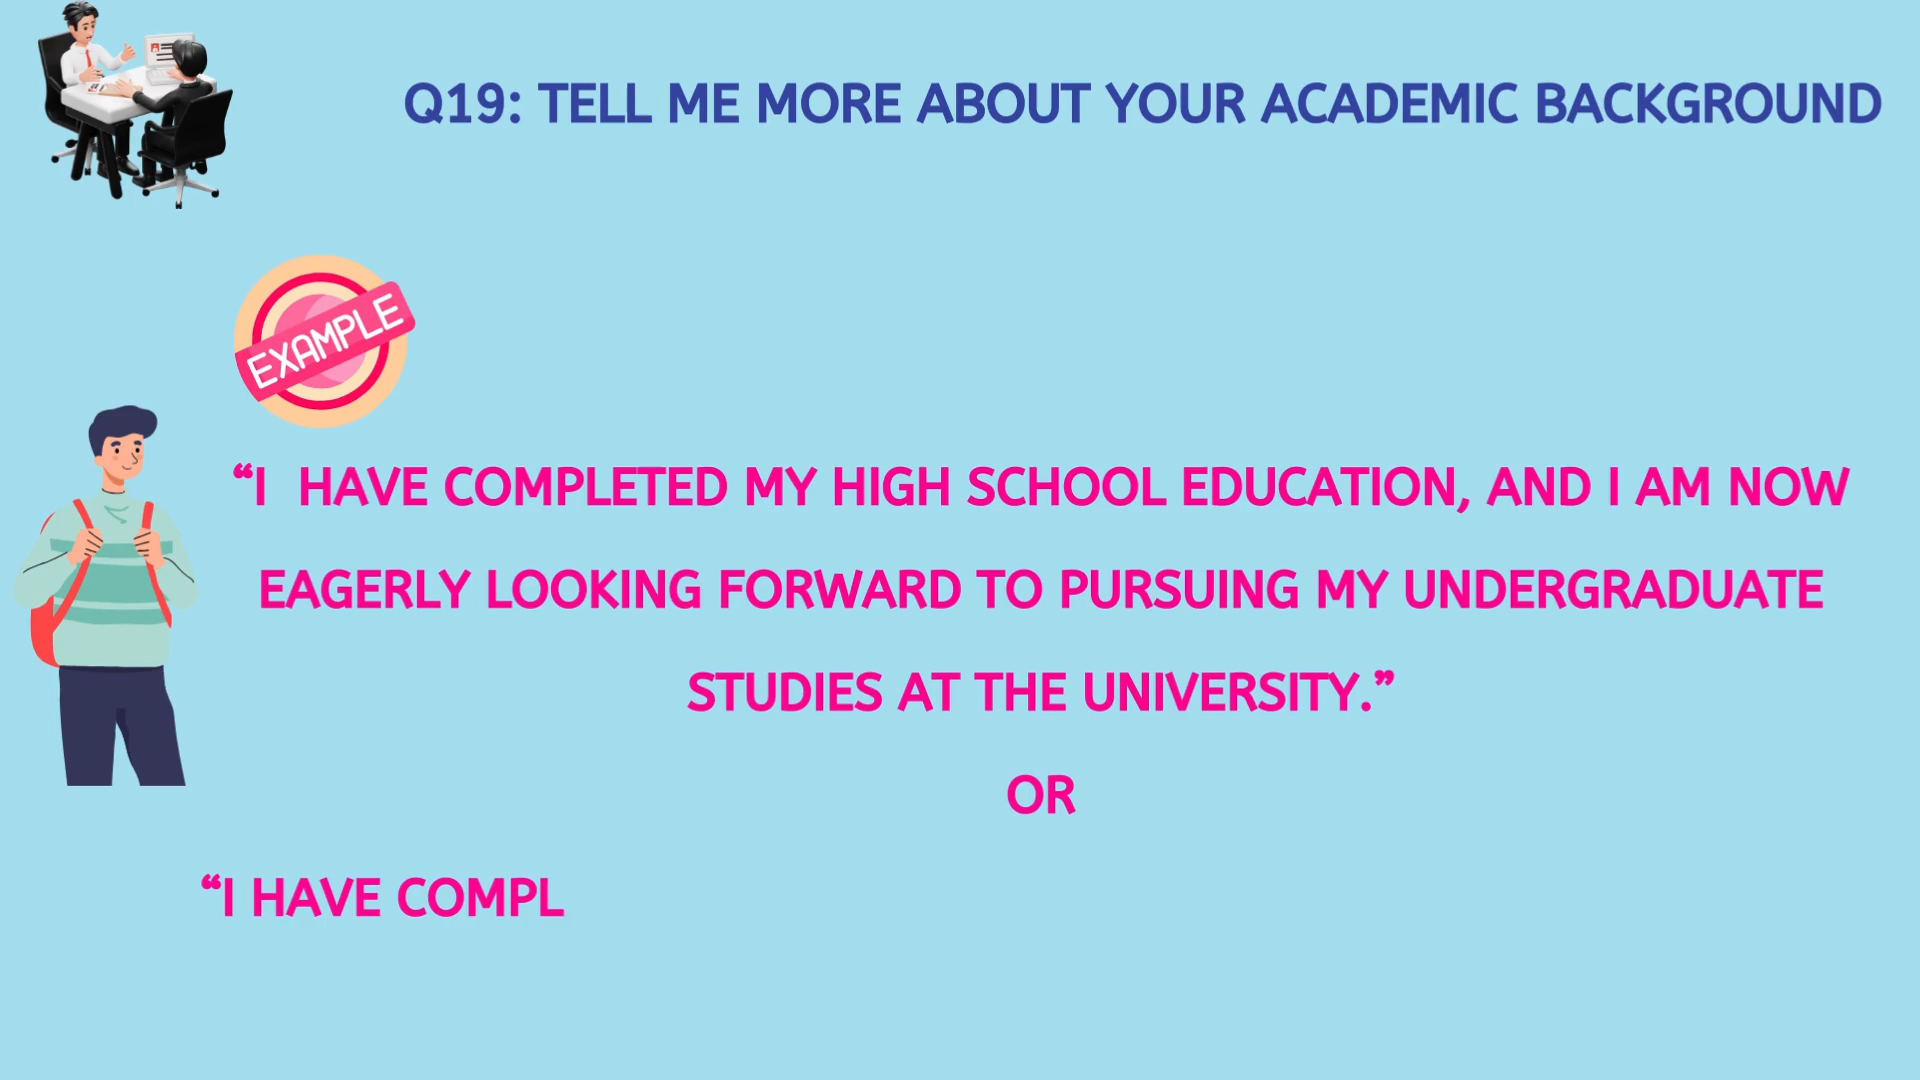 Q19: TELL ME MORE ABOUT YOUR ACADEMIC BACKGROUND
EXAMPLE
“I HAVE COMPLETED MY HIGH SCHOOL EDUCATION, AND I AM NOW
EAGERLY LOOKING FORWARD TO PURSUING MY UNDERGRADUATE
STUDIES AT THE UNIVERSITY.”
OR
“I HAVE COMPL